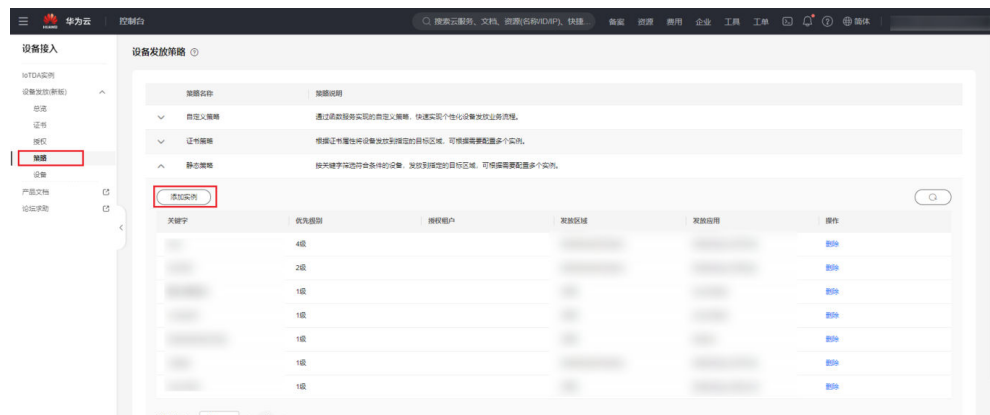 HUAWEI 华为云 控制台 搜索云服务、文档、资源(名称/ID/IP)、快捷... 备案 资源 费用 企业 工具 工单 简体
设备接入
IoTDA实例
设备发放(新版)
总览
证书
授权
策略
设备
产品文档
论坛求助
设备发放策略
策略名称 策略说明
自定义策略 通过函数服务实现的自定义策略，快速实现个性化设备发放业务流程。
证书策略 根据证书属性将设备发放到指定的目标区域，可根据需要配置多个实例。
静态策略 按关键字筛选符合条件的设备，发放到指定的目标区域，可根据需要配置多个实例。
添加实例
关键字 优先级别 授权租户 发放区域 发放应用 操作
4级 删除
2级 删除
1级 删除
1级 删除
1级 删除
1级 删除
1级 删除